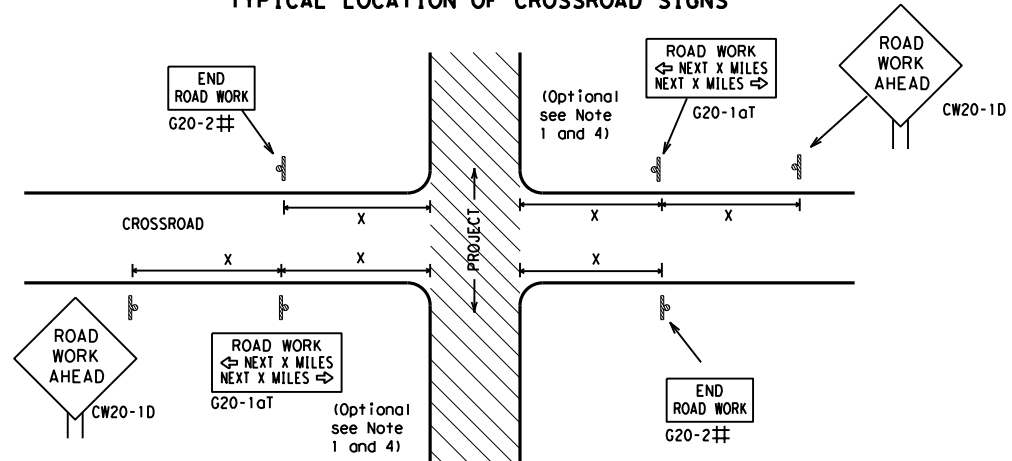 TYPICAL LOCATION OF CROSSROAD SIGNS
END
ROAD WORK
G20-2#
(Optional
see Note
1 and 4)
ROAD WORK
⇦ NEXT X MILES
NEXT X MILES ⇨
G20-1aT
ROAD
WORK
AHEAD
CW20-1D
X
X
X
CROSSROAD
PROJECT
X
X
X
ROAD
WORK
AHEAD
CW20-1D
ROAD WORK
⇦ NEXT X MILES
NEXT X MILES ⇨
G20-1aT
(Optional
see Note
1 and 4)
END
ROAD WORK
G20-2#